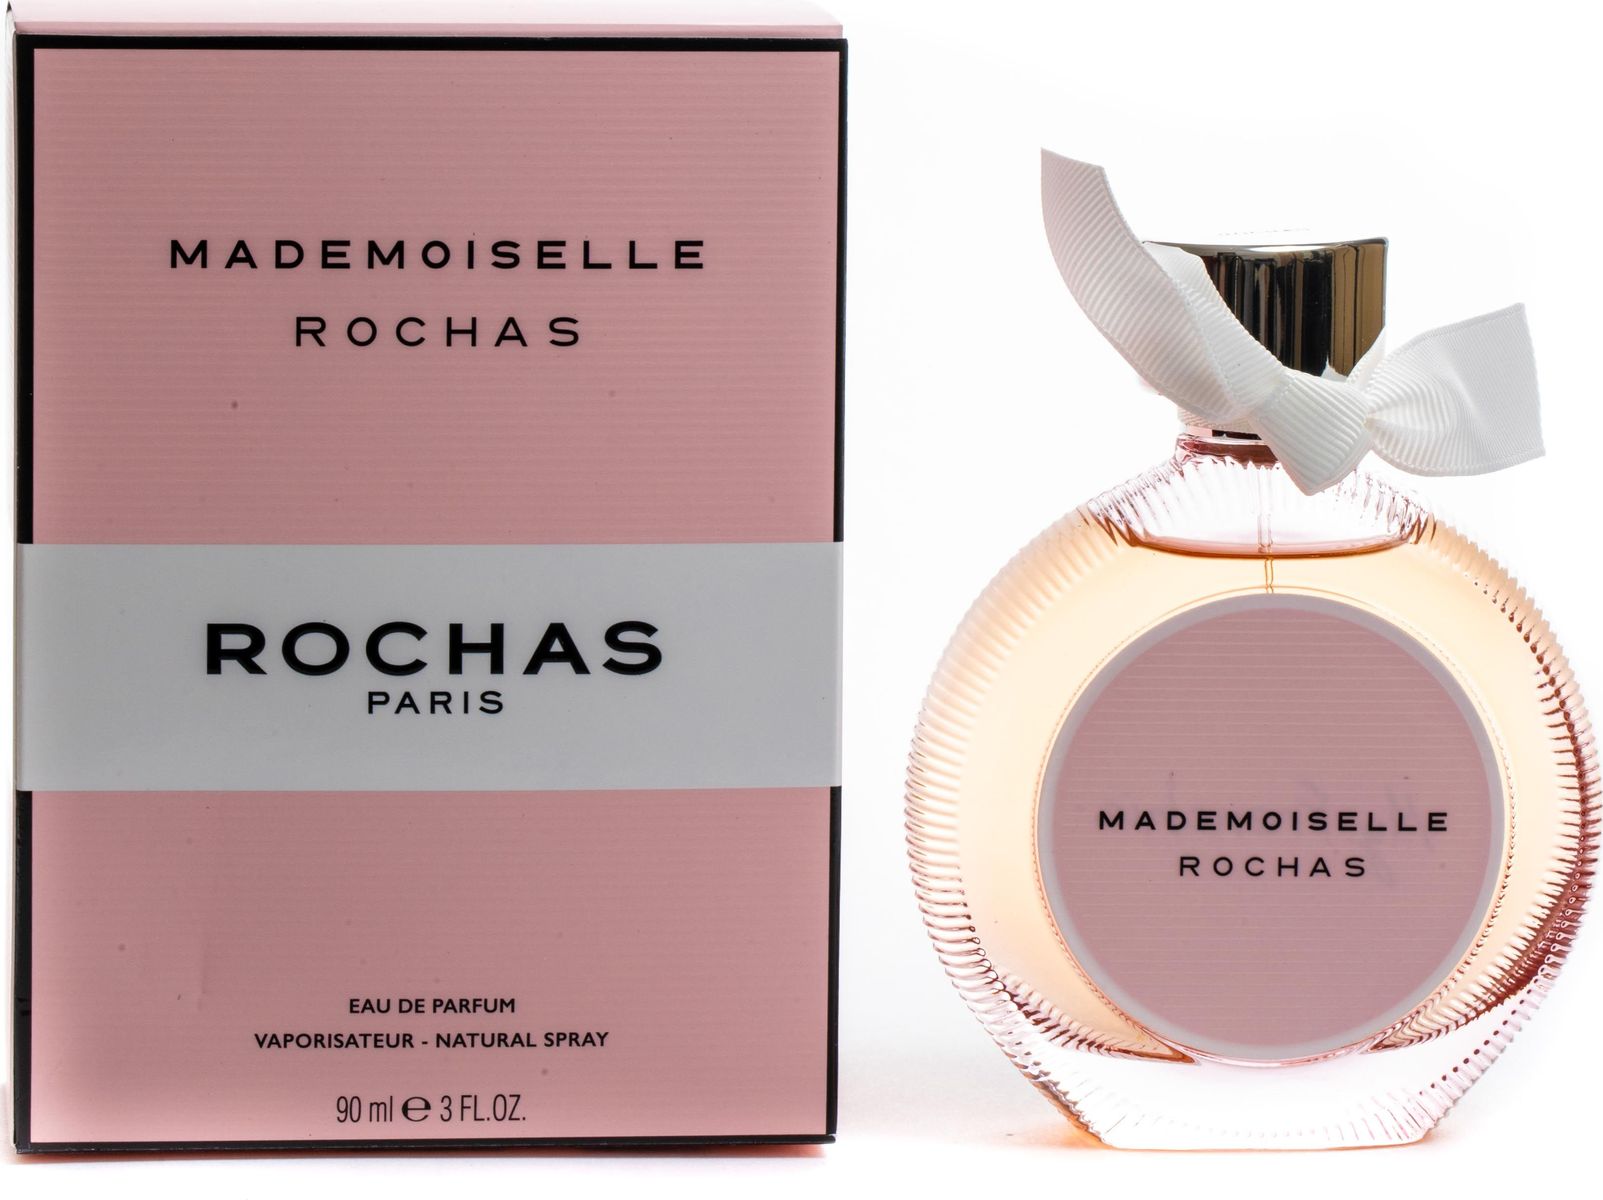 MADEMOISELLE
ROCHAS
ROCHAS
PARIS
EAU DE PARFUM
VAPORISATEUR - NATURAL SPRAY
90 ml ℮ 3 FL.OZ.
MADEMOISELLE
ROCHAS